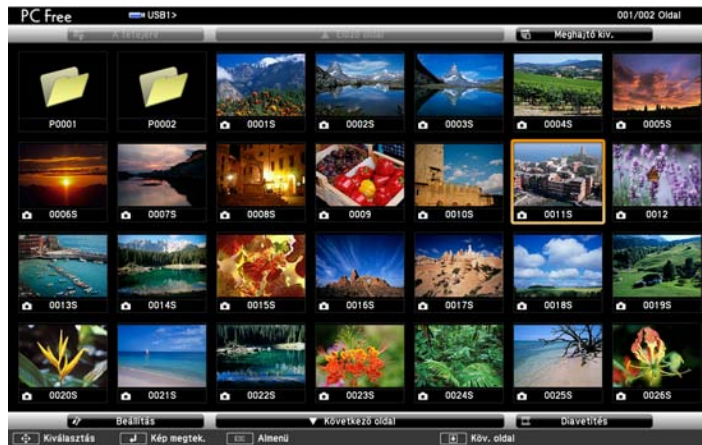 PC Free USB1> 001/002 Oldal
A tetejére ▲ Előző oldal Meghajtó kiv.
P0001 P0002 0001S 0002S 0003S 0004S 0005S
0006S 0007S 0008S 0009 0010S 0011S 0012
0013S 0014S 0015S 0016S 0017S 0018S 0019S
0020S 0021S 0022S 0023S 0024S 0025S 0026S
Beállítás ▼ Következő oldal Diavetítés
Kiválasztás Kép megtek. ESC Almenü Köv. oldal